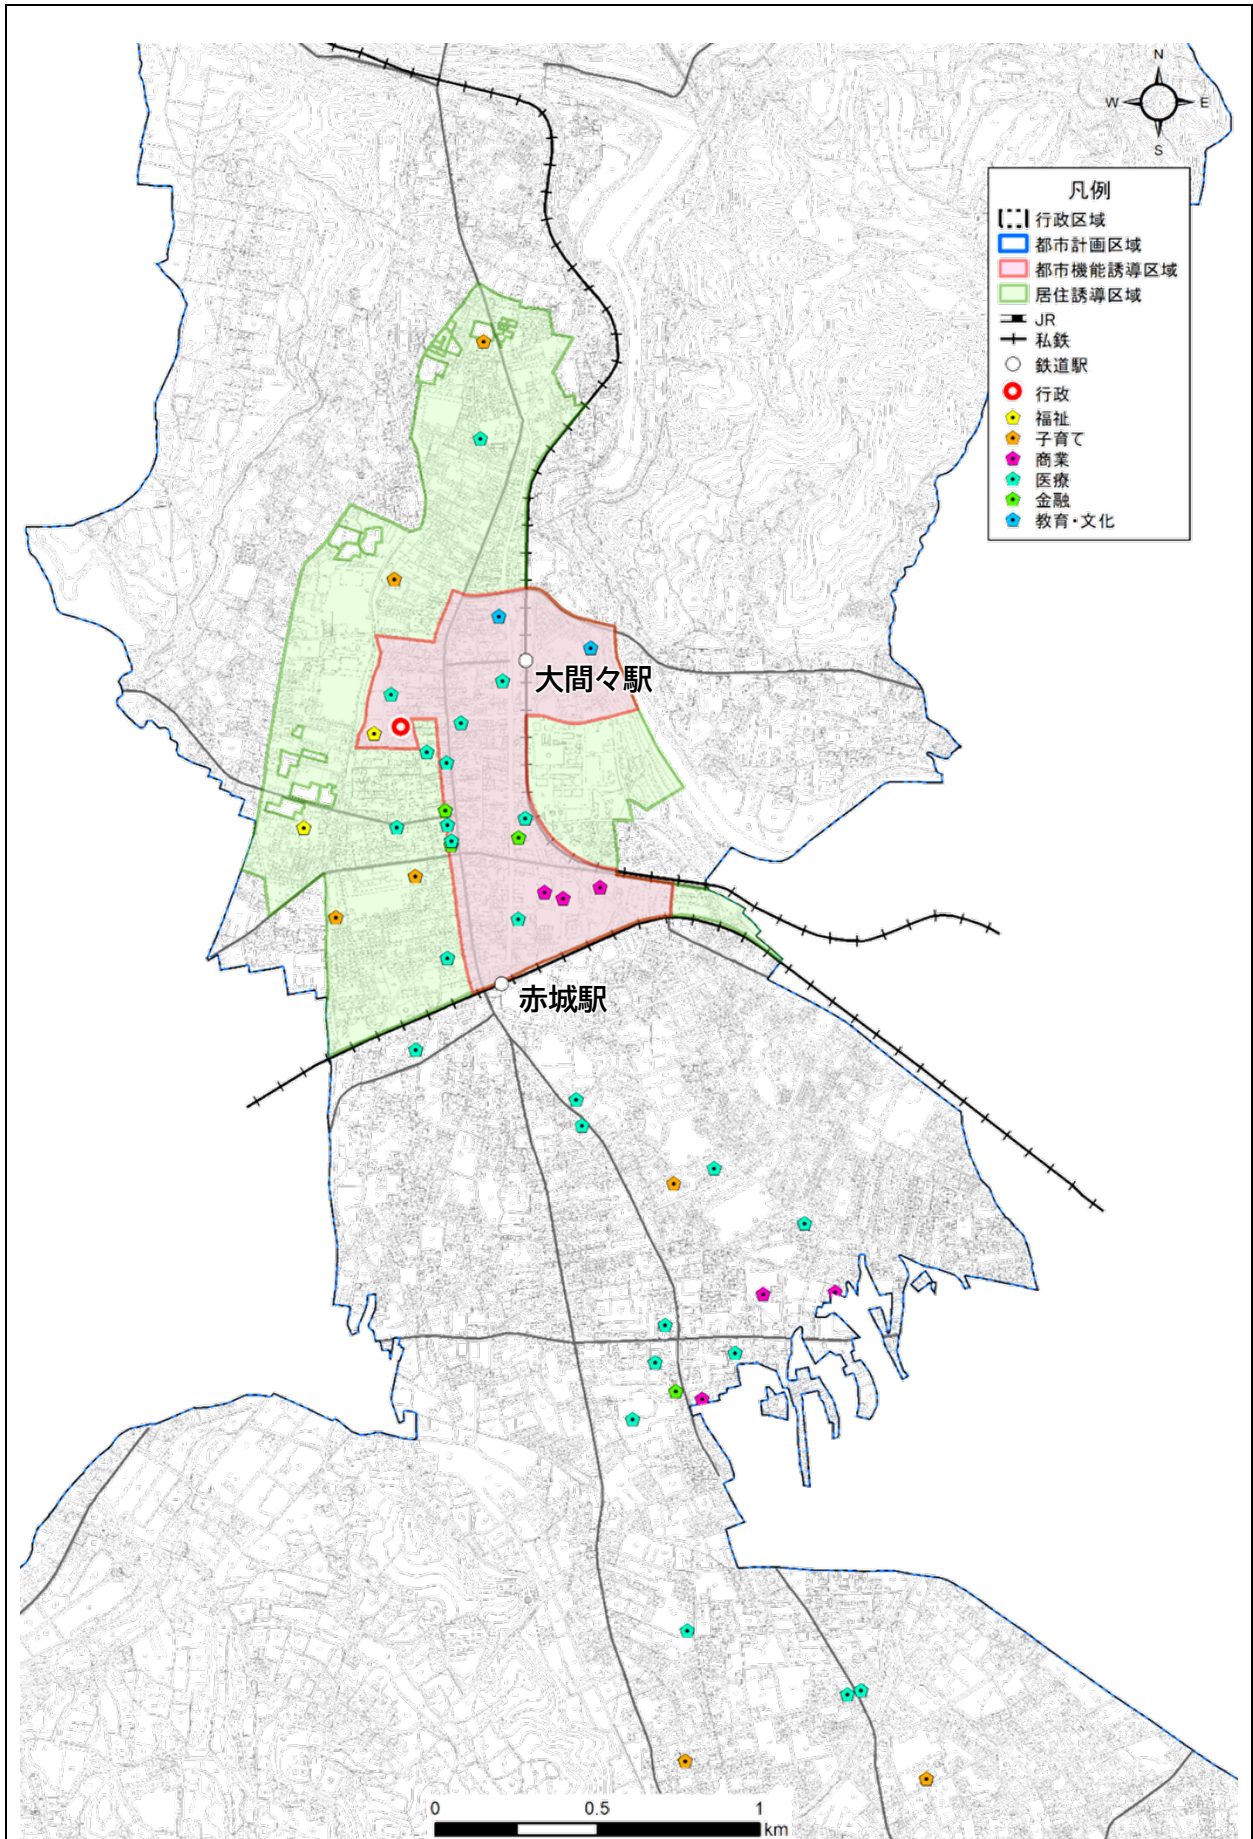 N
W E
S
凡例
行政区域
都市計画区域
都市機能誘導区域
居住誘導区域
JR
私鉄
鉄道駅
行政
福祉
子育て
商業
医療
金融
教育・文化
大間々駅
赤城駅
0 0.5 1
km